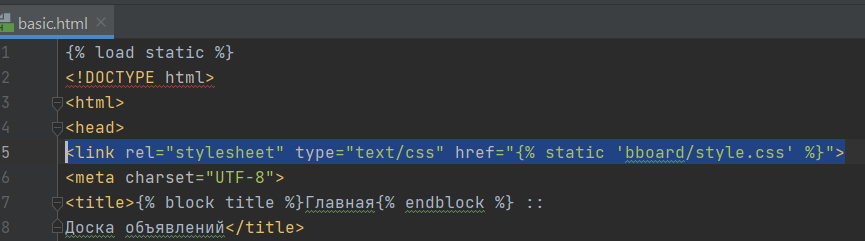 basic.html
1 {% load static %}
2 <!DOCTYPE html>
3 <html>
4 <head>
5 <link rel="stylesheet" type="text/css" href="{% static 'bboard/style.css' %}">
6 <meta charset="UTF-8">
7 <title>{% block title %}Главная{% endblock %} ::
8 Доска объявлений</title>